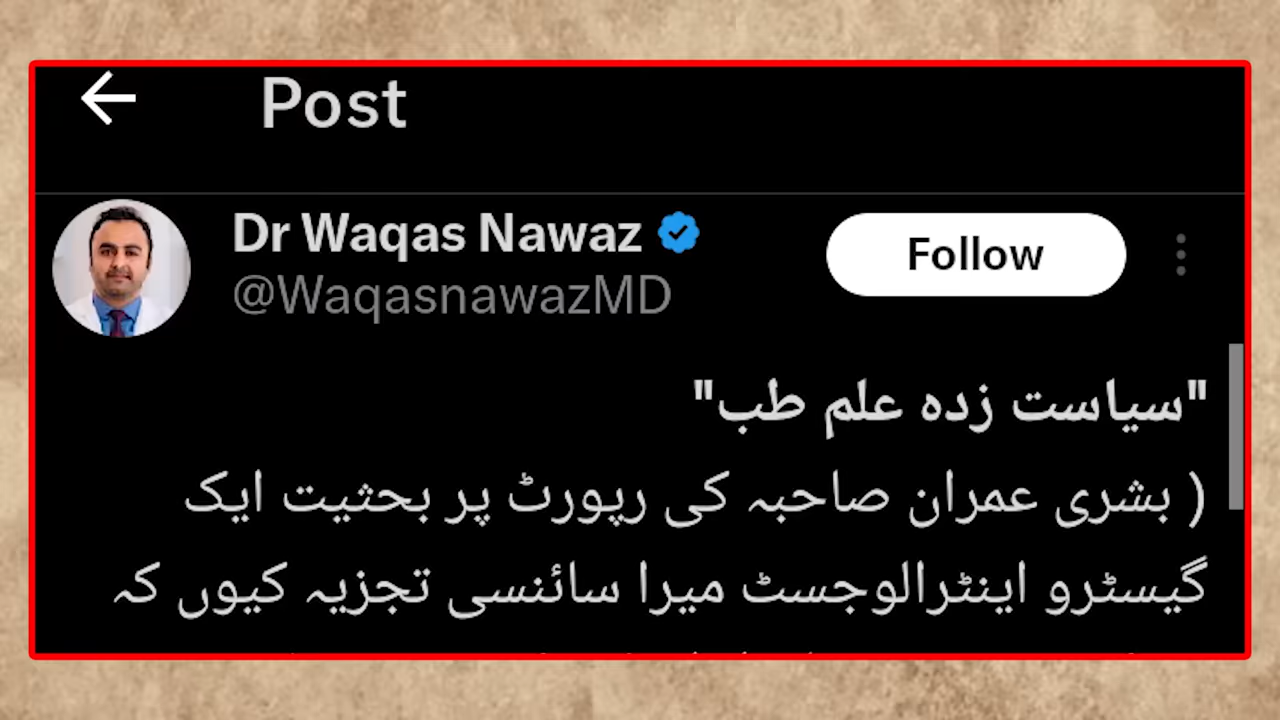 Post
Dr Waqas Nawaz
Follow
@WaqasnawazMD
"سیاست زدہ علم طب"
( بشری عمران صاحبہ کی رپورٹ پر بحثیت ایک
گیسٹرو اینٹرالوجسٹ میرا سائنسی تجزیہ کیوں کہ